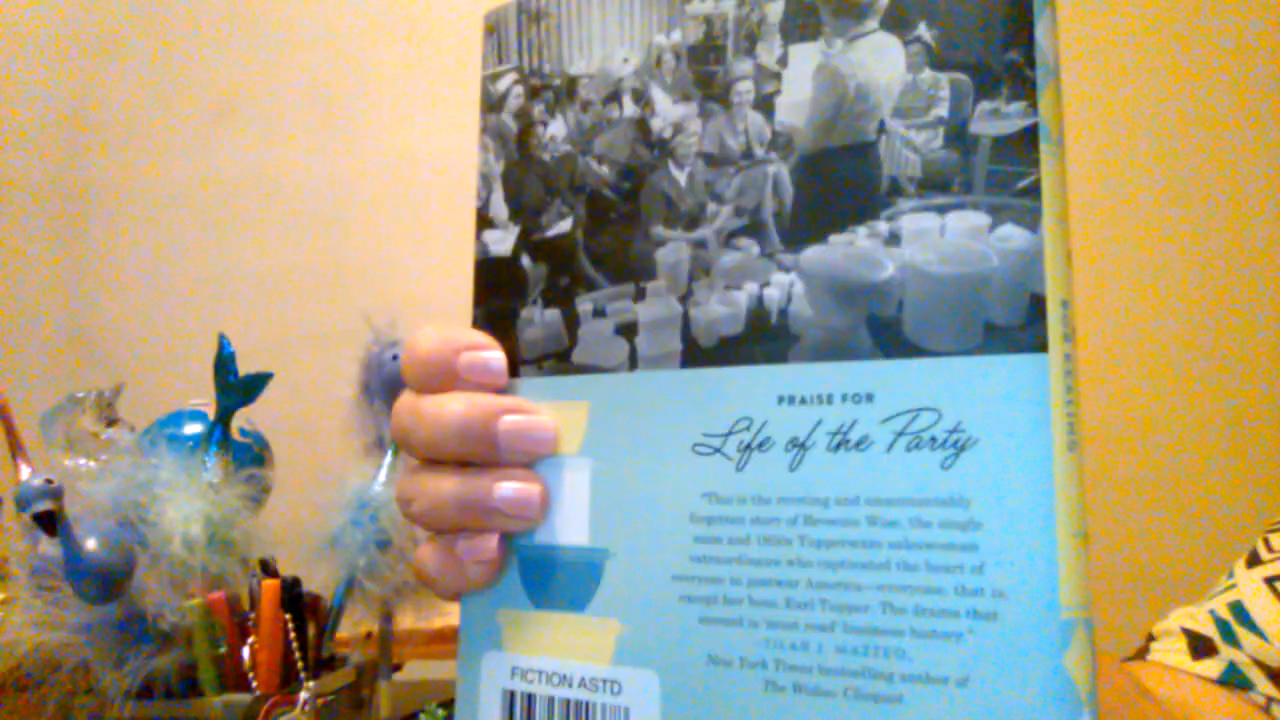 PRAISE FOR
Life of the Party
"This is the riveting and unaccountably
forgotten story of Brownie Wise, the single
mom and 1950s Tupperware saleswoman
extraordinaire who captivated the heart of
everyone in postwar America—everyone, that is,
except her boss, Earl Tupper. The drama that
ensued is 'must read' business history."
New York Times bestselling author of
The Widow Clicquot
FICTION ASTD
BOB KEALING